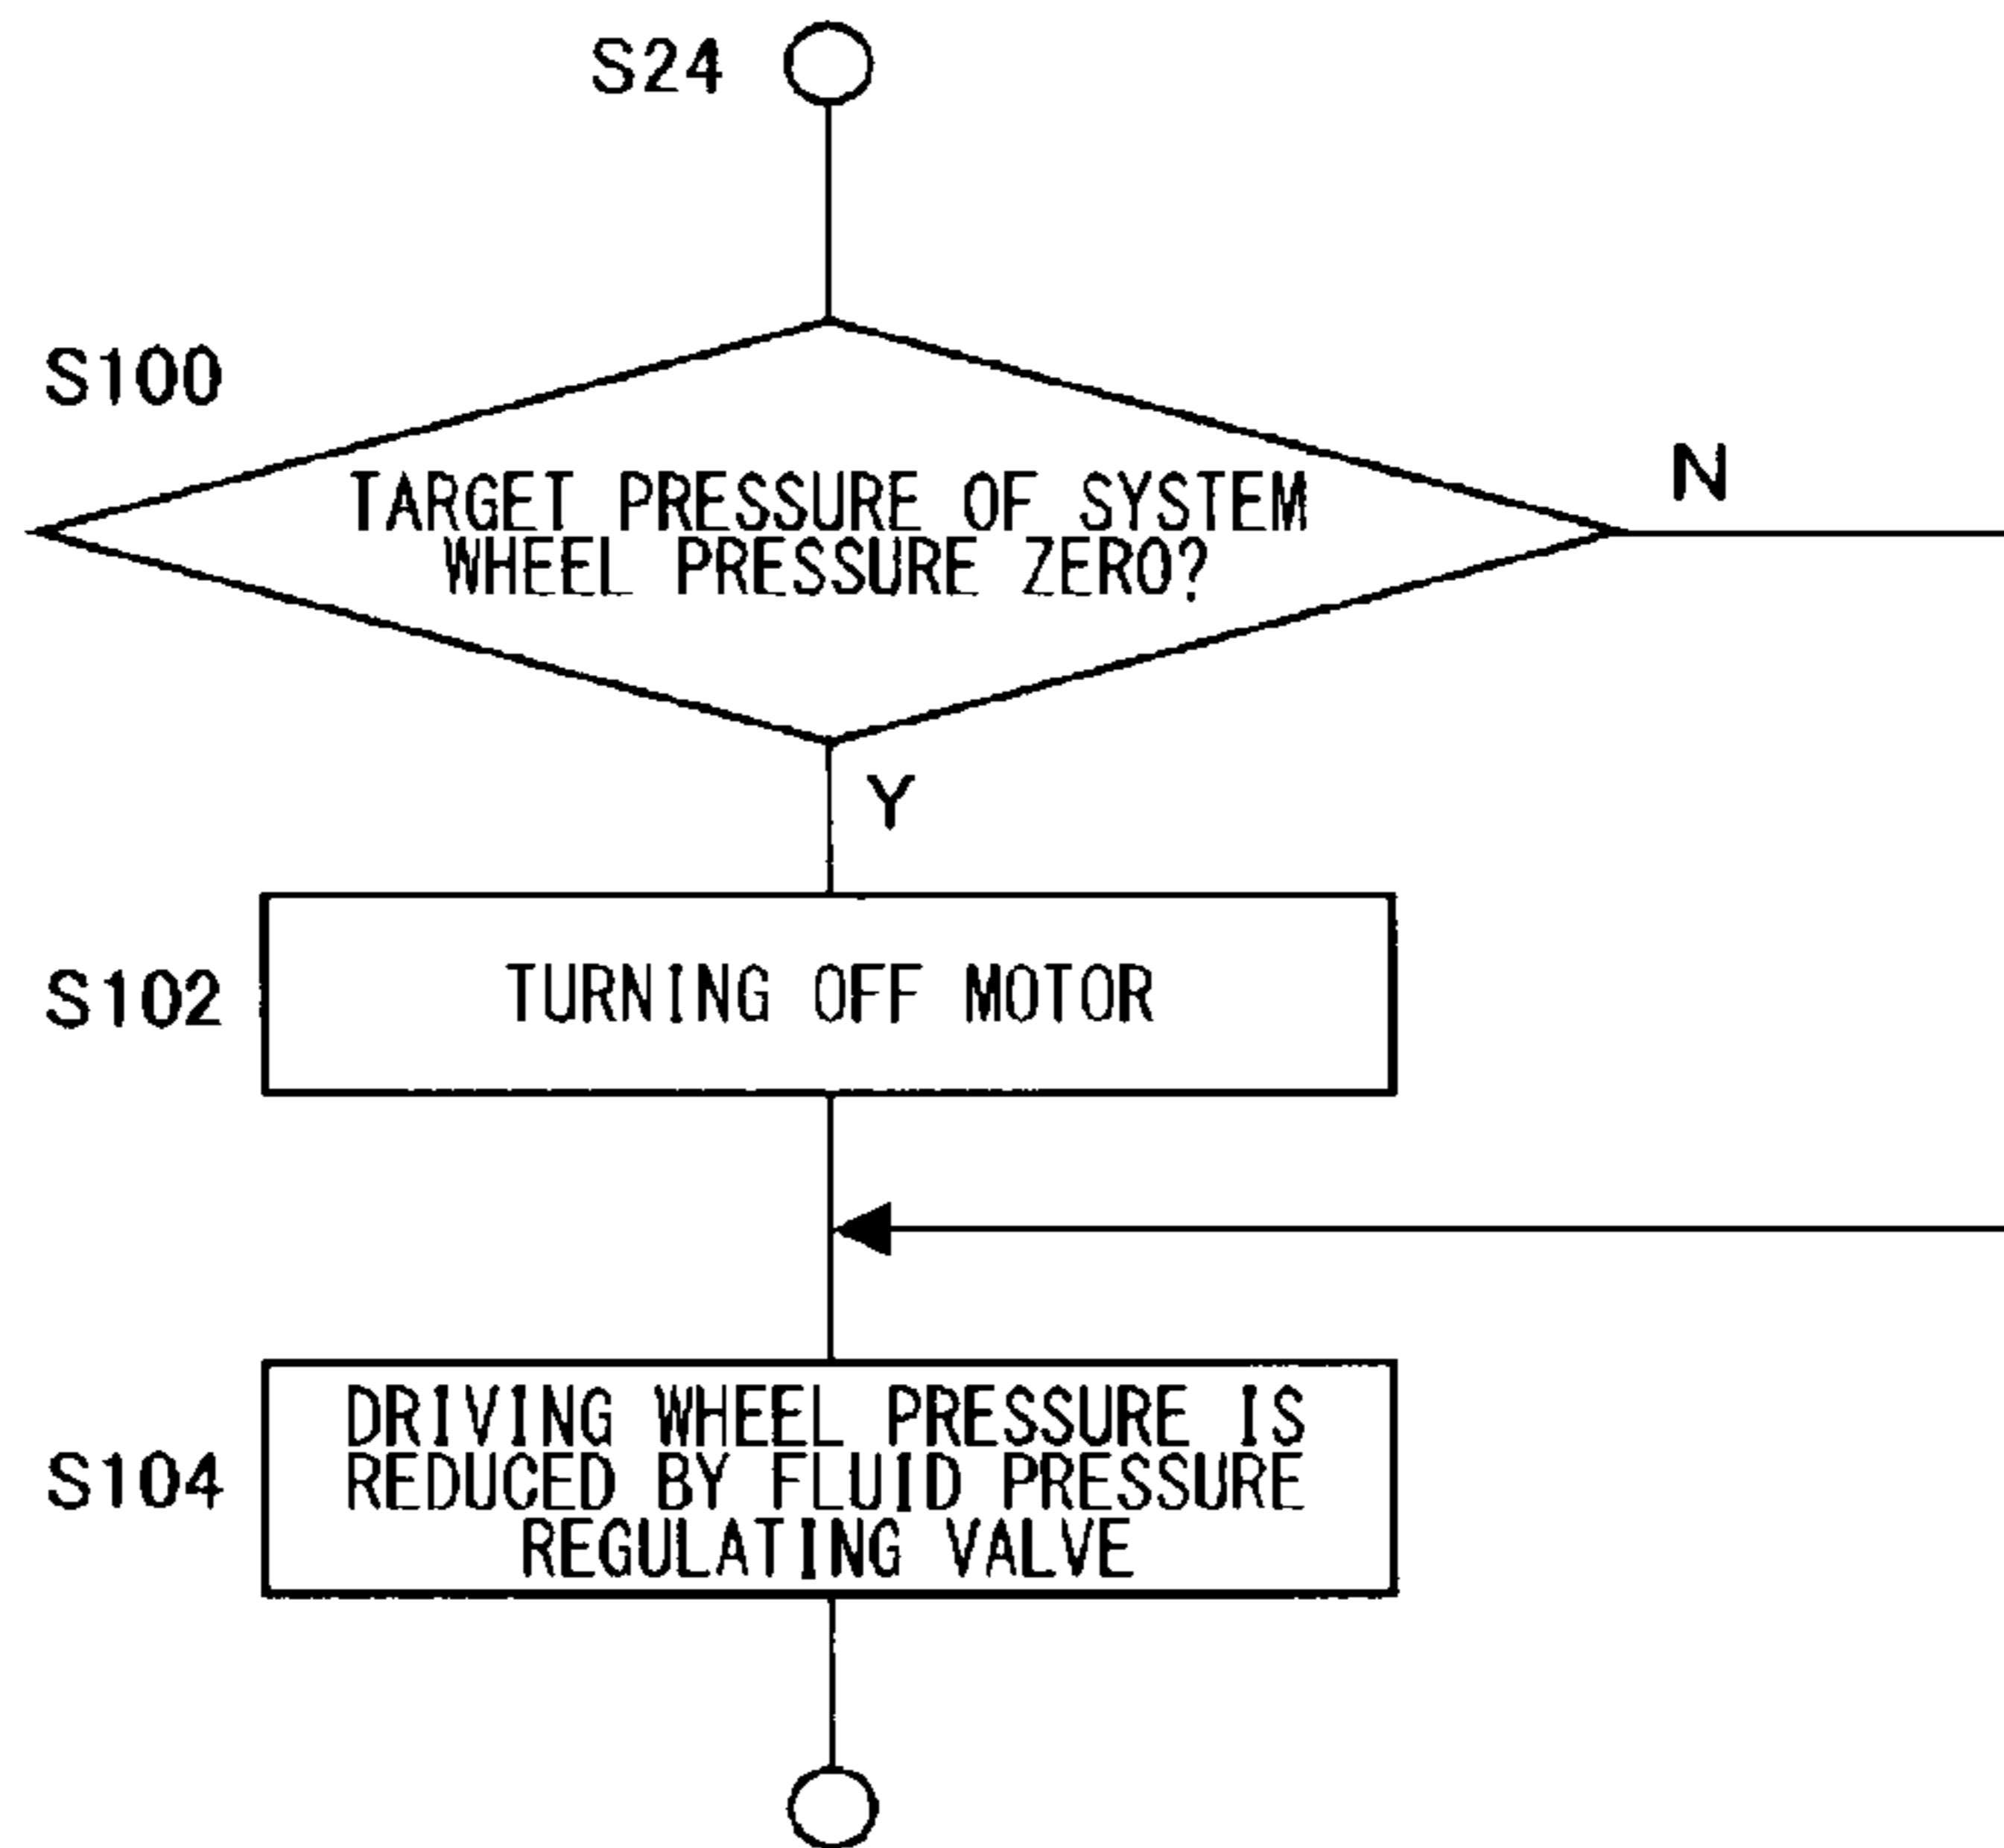 S24
S100
TARGET PRESSURE OF SYSTEM
WHEEL PRESSURE ZERO?
N
Y
S102
TURNING OFF MOTOR
S104
DRIVING WHEEL PRESSURE IS
REDUCED BY FLUID PRESSURE
REGULATING VALVE